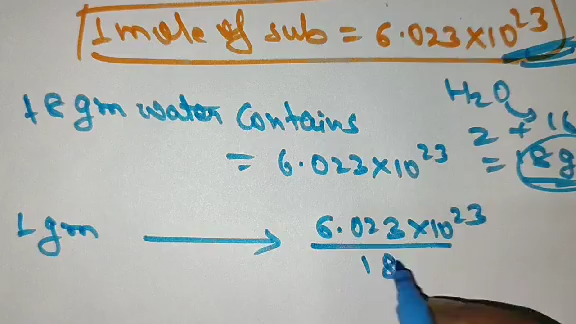 1 mole of sub = 6.023×10^23
18 gm water contains
H2O
2 + 16
= 6.023×10^23
= 18 g
1 gm → 6.023×10^23
18